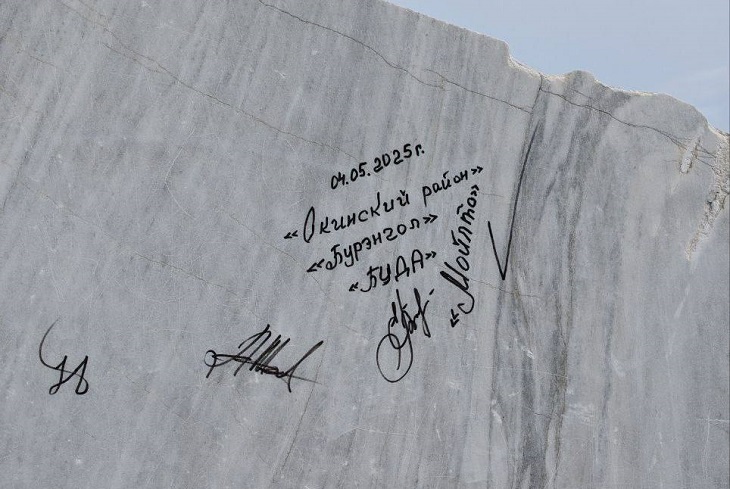 04.05.2025г.
«Окинский район»
«Бурэнгол»
«БУДА»
«Мойлто»